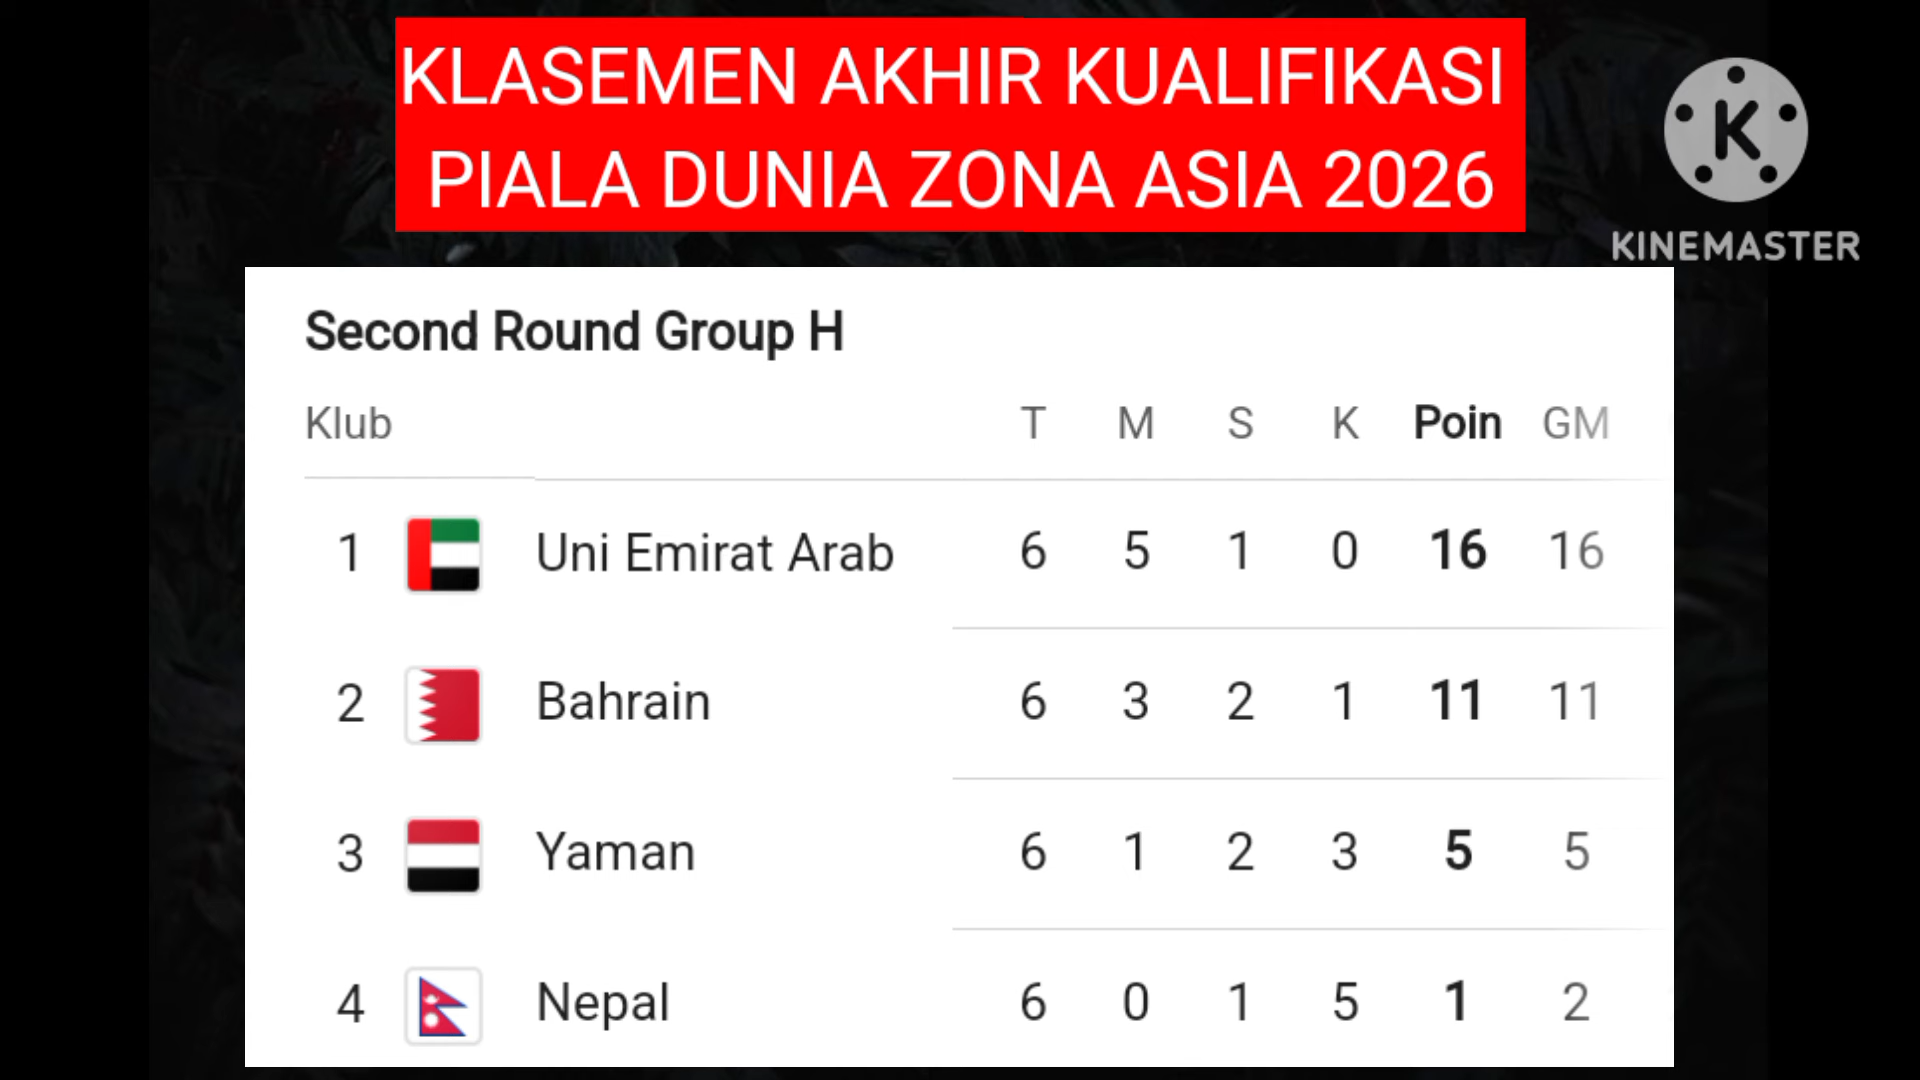 KLASEMEN AKHIR KUALIFIKASI
PIALA DUNIA ZONA ASIA 2026
K
KINEMASTER
Second Round Group H
Klub T M S K Poin GM
1 Uni Emirat Arab 6 5 1 0 16 16
2 Bahrain 6 3 2 1 11 11
3 Yaman 6 1 2 3 5 5
4 Nepal 6 0 1 5 1 2